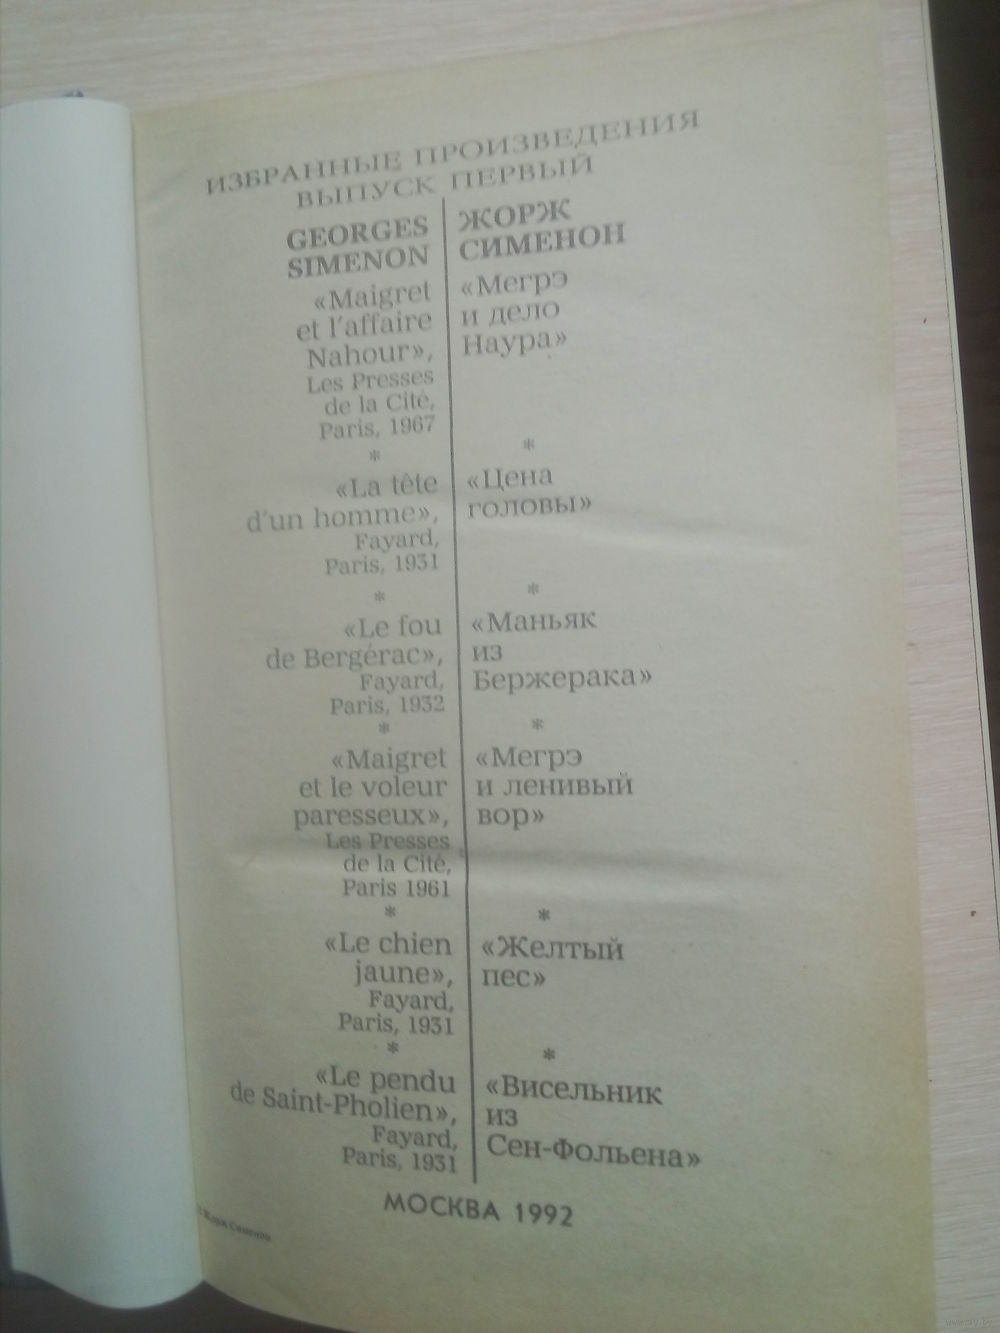 ИЗБРАННЫЕ ПРОИЗВЕДЕНИЯ
ВЫПУСК ПЕРВЫЙ
GEORGES
SIMENON
«Maigret
et l'affaire
Nahour»,
Les Presses
de la Cité,
Paris, 1967
*
«La tête
d'un homme»,
Fayard,
Paris, 1931
*
«Le fou
de Bergérac»,
Fayard,
Paris, 1932
*
«Maigret
et le voleur
paresseux»,
Les Presses
de la Cité,
Paris 1961
*
«Le chien
jaune»,
Fayard,
Paris, 1931
*
«Le pendu
de Saint-Pholien»,
Fayard,
Paris, 1931
ЖОРЖ
СИМЕНОН
«Мегрэ
и дело
Наура»
*
«Цена
головы»
*
«Маньяк
из
Бержерака»
*
«Мегрэ
и ленивый
вор»
*
«Желтый
пес»
*
«Висельник
из
Сен-Фольена»
МОСКВА 1992
Жорж Сименон